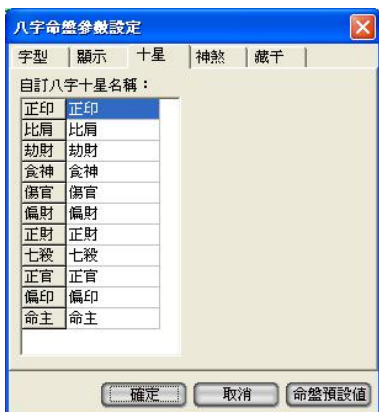 八字命盤參數設定
字型 顯示 十星 神煞 藏干
自訂八字十星名稱：
正印 正印
比肩 比肩
劫財 劫財
食神 食神
傷官 傷官
偏財 偏財
正財 正財
七殺 七殺
正官 正官
偏印 偏印
命主 命主
確定 取消 命盤預設值